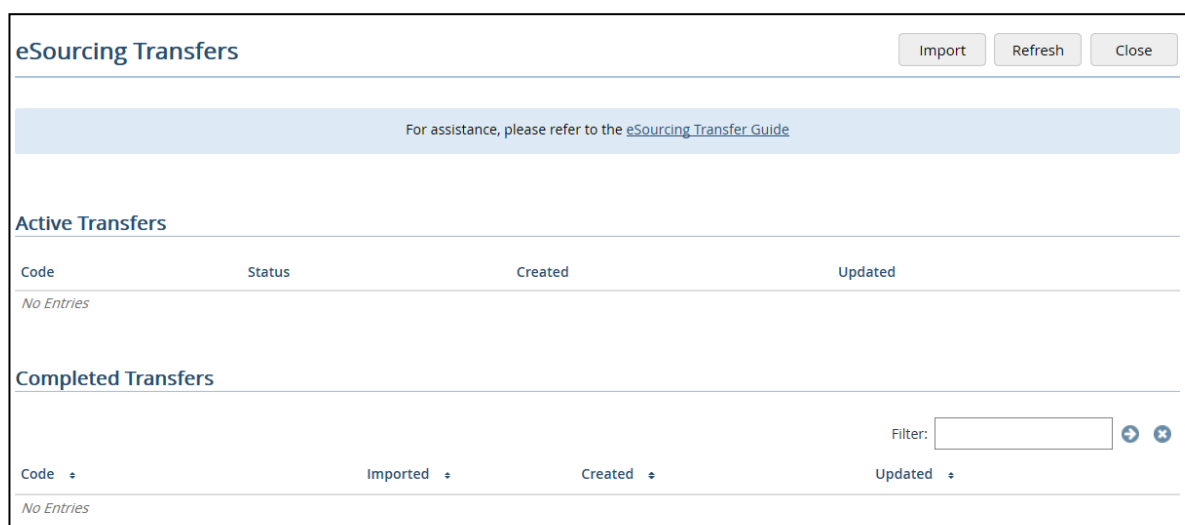 eSourcing Transfers Import Refresh Close
For assistance, please refer to the eSourcing Transfer Guide
Active Transfers
Code Status Created Updated
No Entries
Completed Transfers
Filter:
Code Imported Created Updated
No Entries